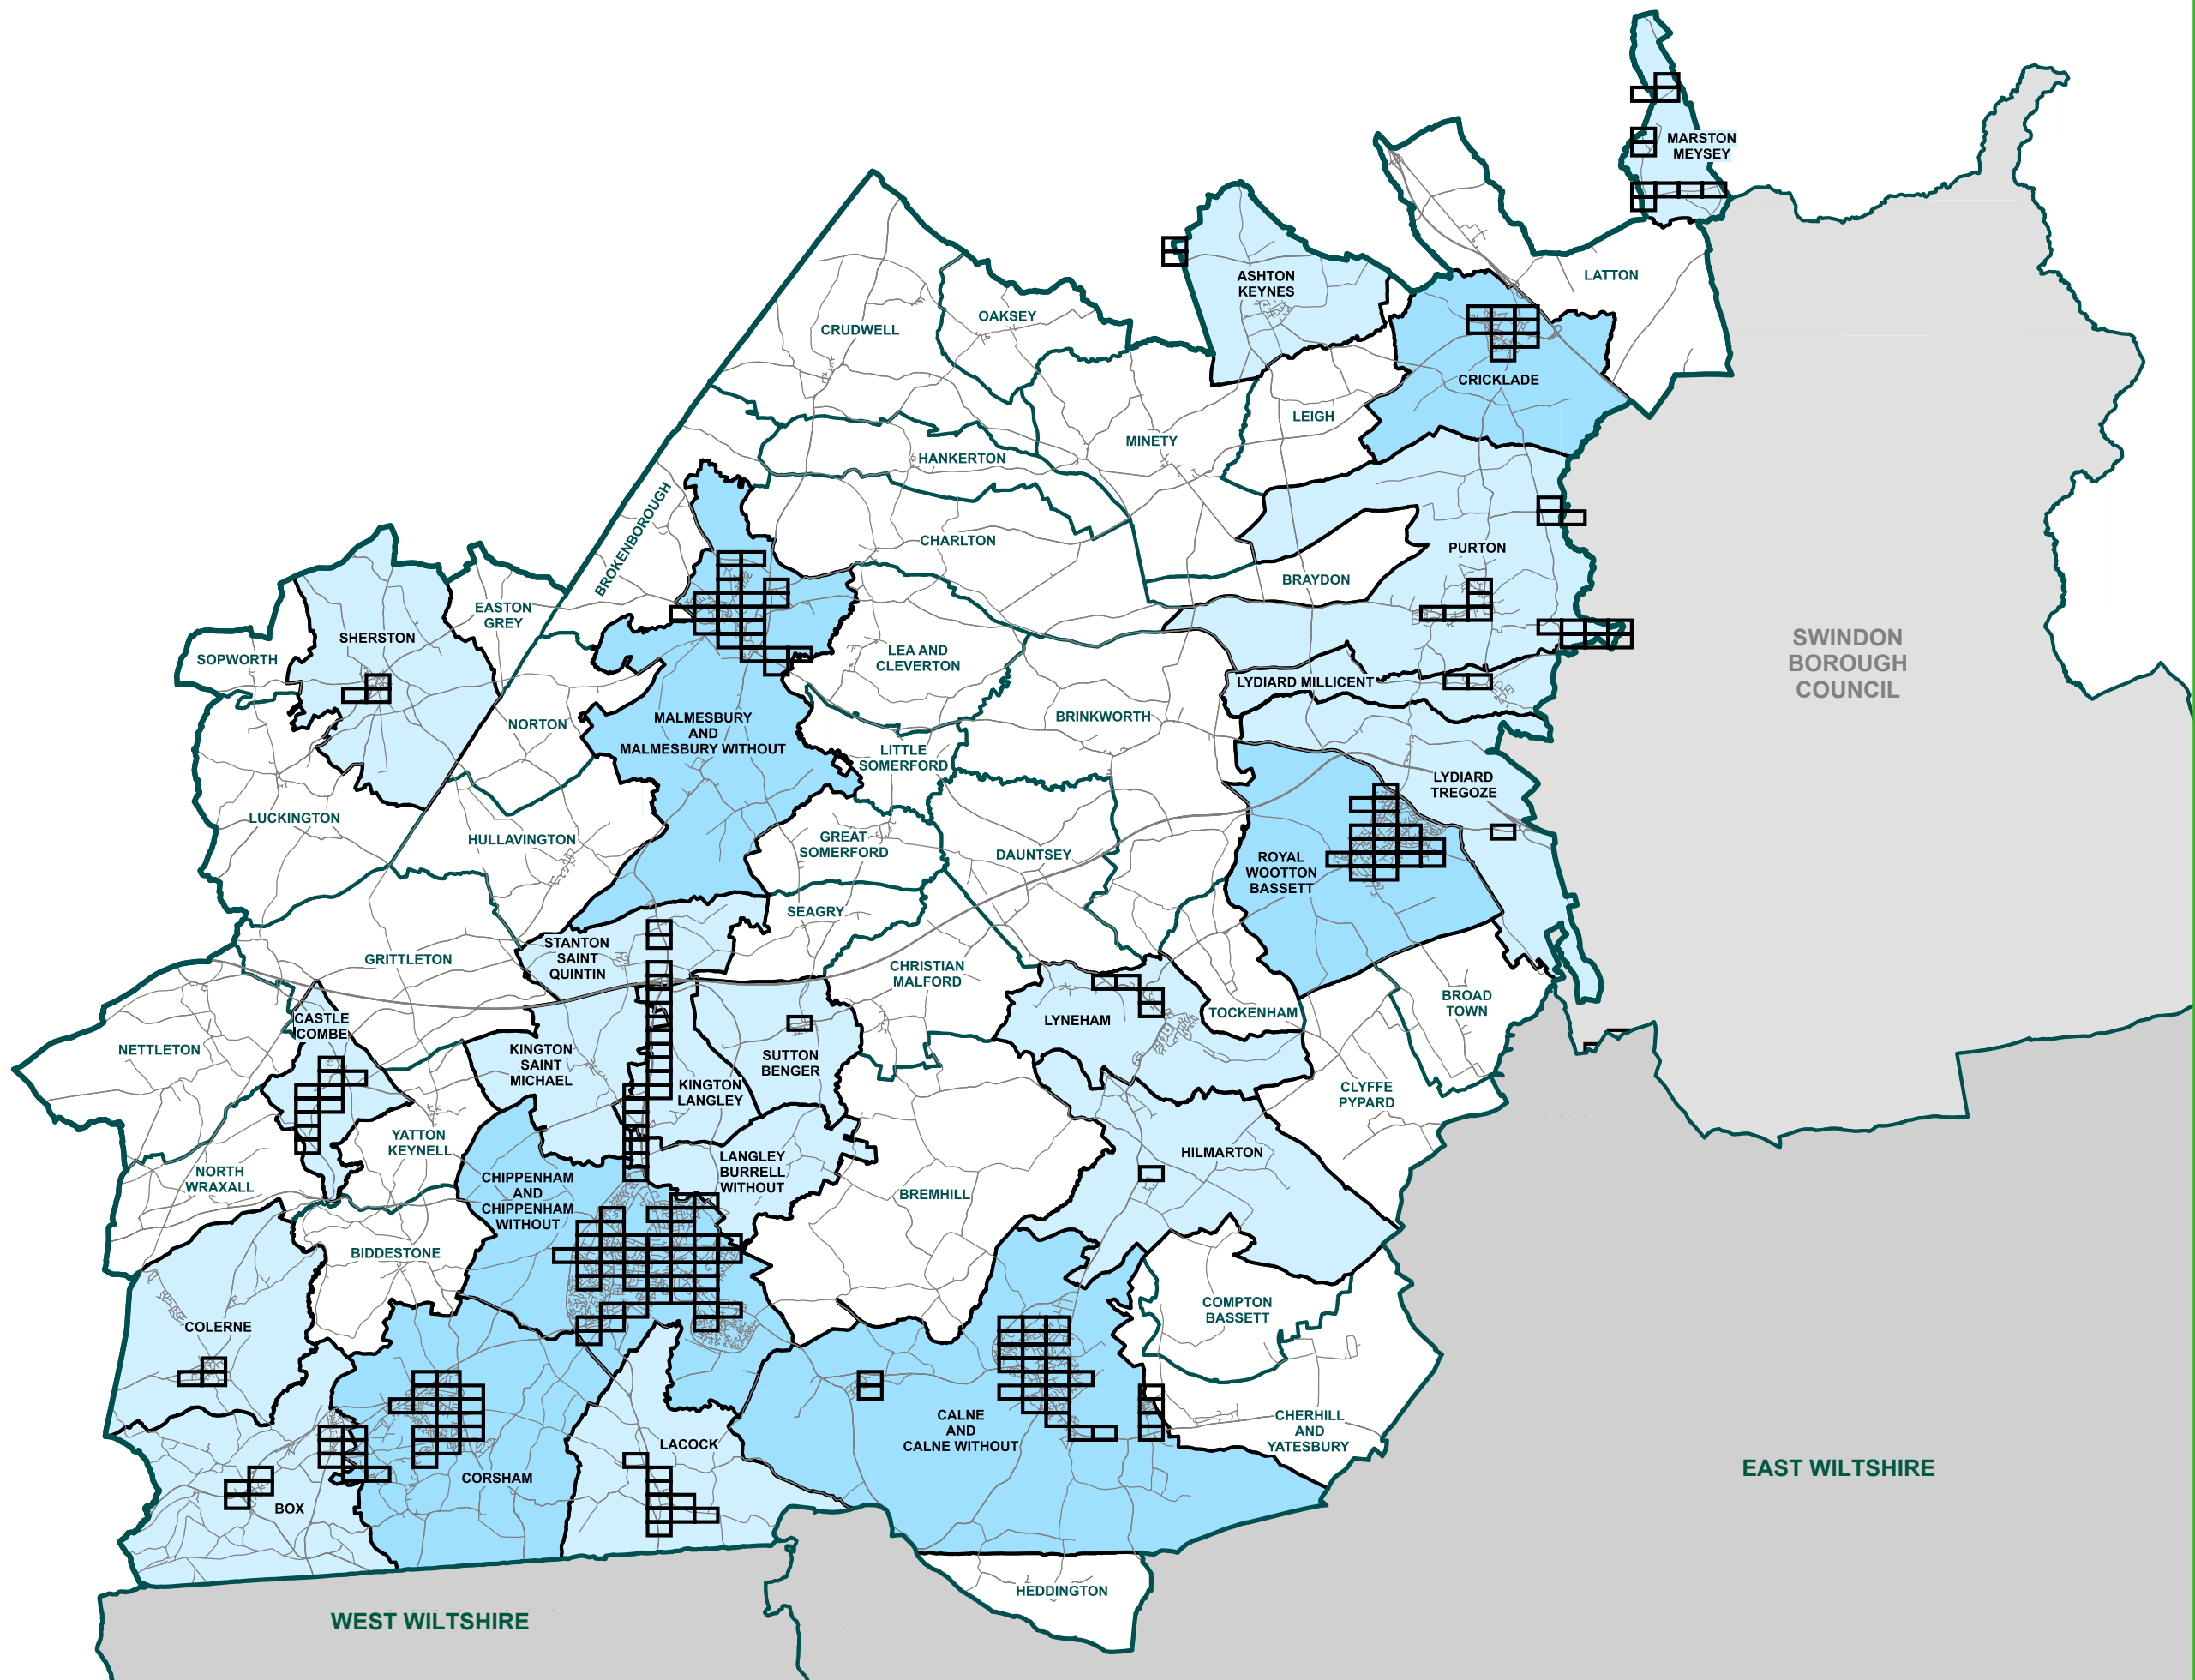 MARSTON
MEYSEY
ASHTON
KEYNES
LATTON
OAKSEY
CRUDWELL
CRICKLADE
LEIGH
MINETY
HANKERTON
BROKENBOROUGH
CHARLTON
PURTON
BRAYDON
EASTON
GREY
SHERSTON
SOPWORTH
LEA AND
CLEVERTON
SWINDON
BOROUGH
COUNCIL
LYDIARD MILLICENT
NORTON
MALMESBURY
AND
MALMESBURY WITHOUT
BRINKWORTH
LITTLE
SOMERFORD
LYDIARD
TREGOZE
LUCKINGTON
HULLAVINGTON
GREAT
SOMERFORD
DAUNTSEY
ROYAL
WOOTTON
BASSETT
SEAGRY
STANTON
SAINT
QUINTIN
GRITTLETON
CHRISTIAN
MALFORD
BROAD
TOWN
TOCKENHAM
LYNEHAM
CASTLE
COMBE
NETTLETON
KINGTON
SAINT
MICHAEL
SUTTON
BENGER
KINGTON
LANGLEY
CLYFFE
PYPARD
YATTON
KEYNELL
HILMARTON
NORTH
WRAXALL
LANGLEY
BURRELL
WITHOUT
CHIPPENHAM
AND
CHIPPENHAM
WITHOUT
BREMHILL
BIDDESTONE
COMPTON
BASSETT
COLERNE
CALNE
AND
CALNE WITHOUT
CHERHILL
AND
YATESBURY
LACOCK
CORSHAM
EAST WILTSHIRE
BOX
HEDDINGTON
WEST WILTSHIRE